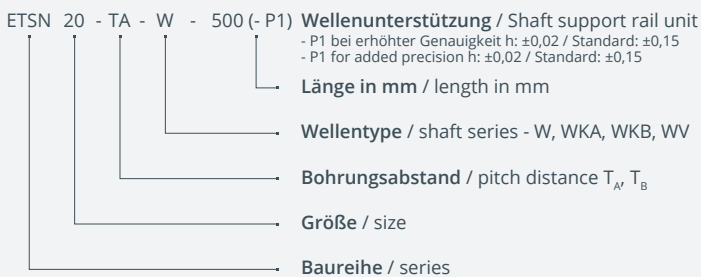 ETSN 20 - TA - W - 500 (- P1) Wellenunterstützung / Shaft support rail unit
- P1 bei erhöhter Genauigkeit h: ±0,02 / Standard: ±0,15
- P1 for added precision h: ±0,02 / Standard: ±0,15
Länge in mm / length in mm
Wellentype / shaft series - W, WKA, WKB, WV
Bohrungsabstand / pitch distance TA, TB
Größe / size
Baureihe / series